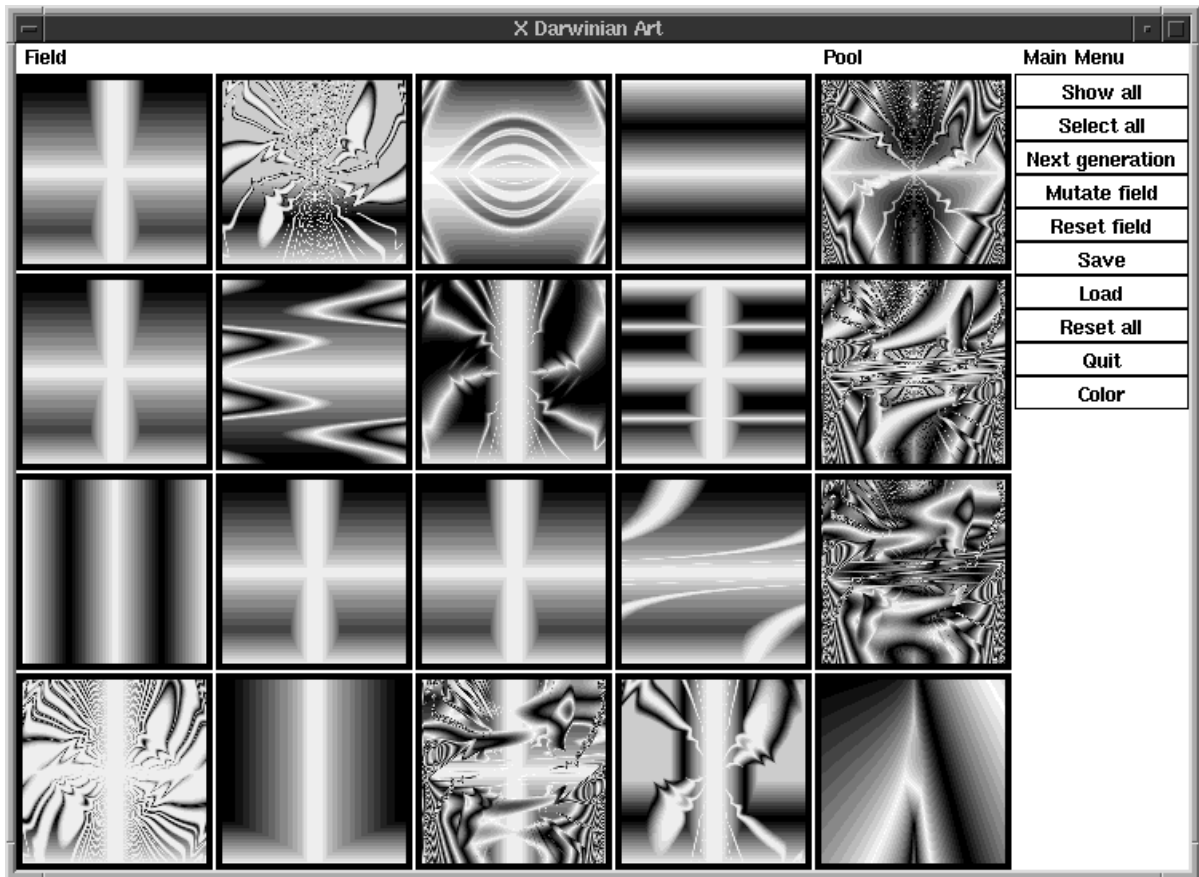 X Darwinian Art
Field
Pool
Main Menu
Show all
Select all
Next generation
Mutate field
Reset field
Save
Load
Reset all
Quit
Color